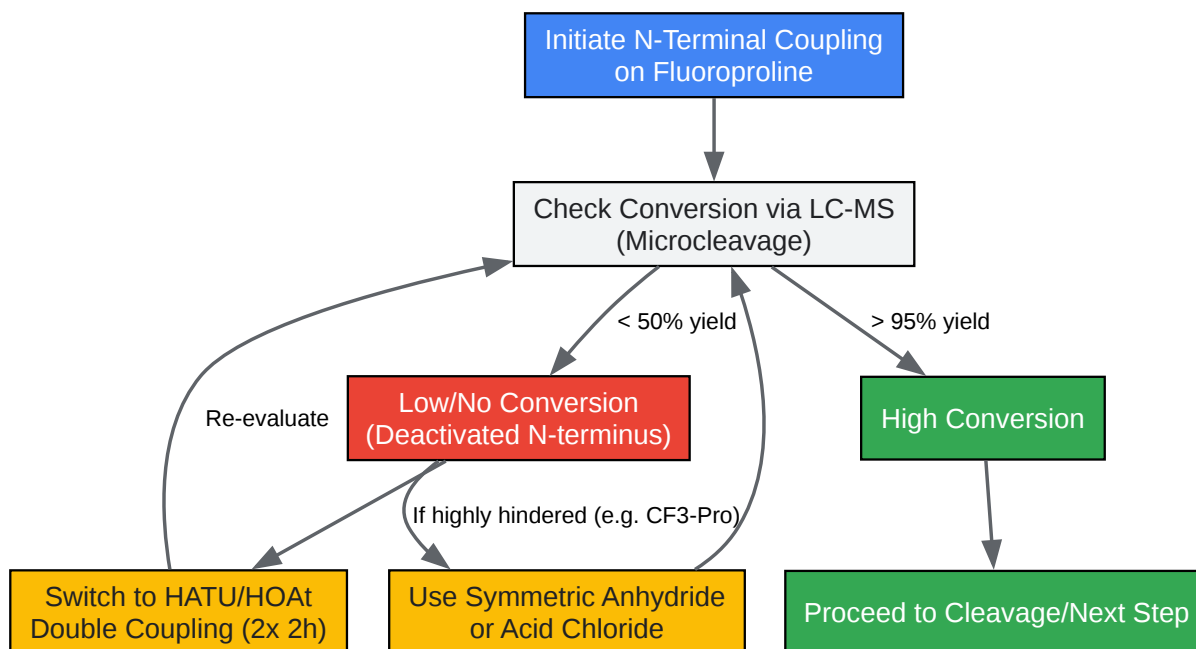 Initiate N-Terminal Coupling
on Fluoroproline
Check Conversion via LC-MS
(Microcleavage)
< 50% yield
> 95% yield
Low/No Conversion
(Deactivated N-terminus)
High Conversion
Re-evaluate
If highly hindered (e.g. CF3-Pro)
Switch to HATU/HOAt
Double Coupling (2x 2h)
Use Symmetric Anhydride
or Acid Chloride
Proceed to Cleavage/Next Step